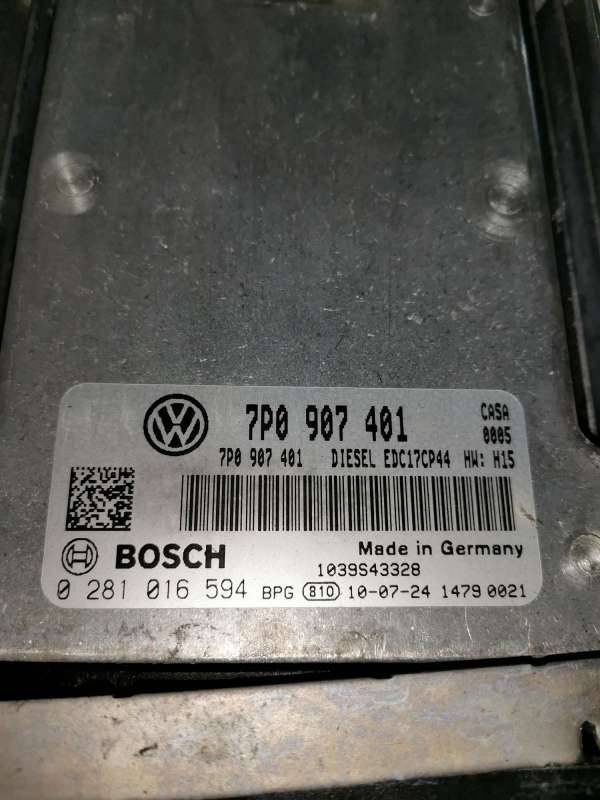 7P0 907 401 CASA
0005
7P0 907 401 DIESEL EDC17CP44 HW: H15
BOSCH Made in Germany
1039S43328
0 281 016 594 BPG 810 10-07-24 1479 0021